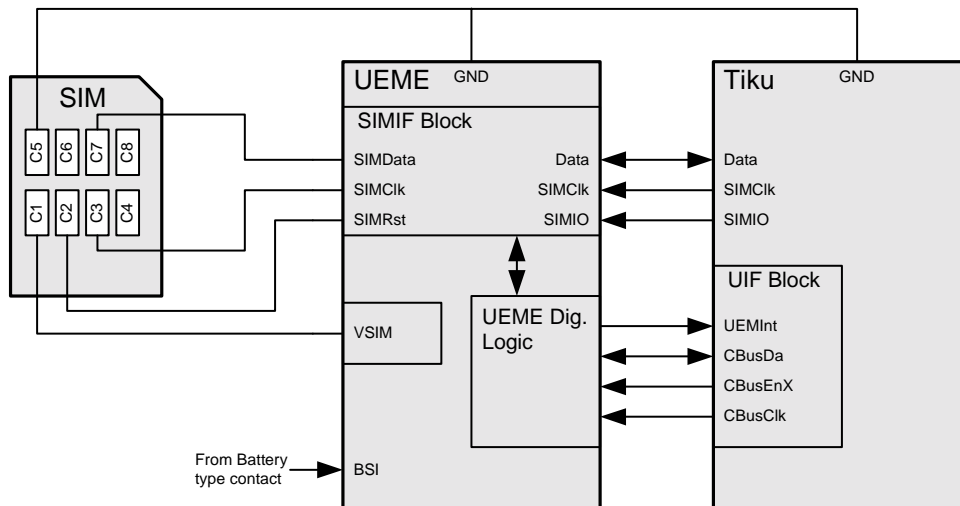 UEME
GND
Tiku
GND
SIM
SIMIF Block
C5
C6
C7
C8
SIMData
Data
Data
SIMClk
SIMClk
SIMClk
C1
C2
C3
C4
SIMRst
SIMIO
SIMIO
UIF Block
VSIM
UEME Dig.
Logic
UEMInt
CBusDa
CBusEnX
CBusClk
From Battery
type contact
BSI